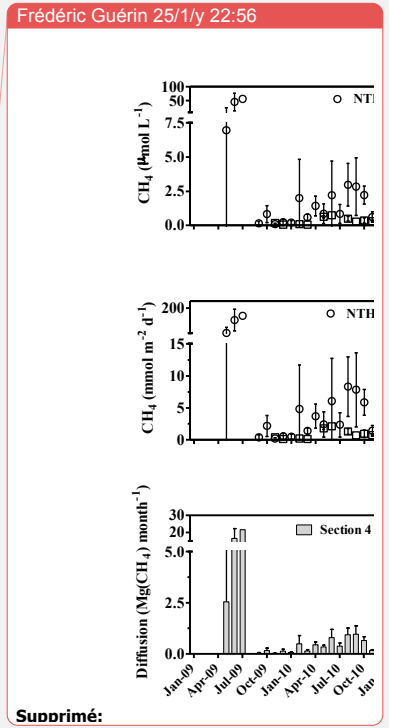 Frédéric Guérin 25/1/y 22:56
CH4 (µmol L-1)
100
50
7.5
5.0
2.5
0.0
NTH
CH4 (mmol m-2 d-1)
200
15
10
5
0
NTH
Diffusion (Mg(CH4) month-1)
30
20
5.0
2.5
0.0
Section 4
Jan-09
Apr-09
Jul-09
Oct-09
Jan-10
Apr-10
Jul-10
Oct-10
Jan
Supprimé: